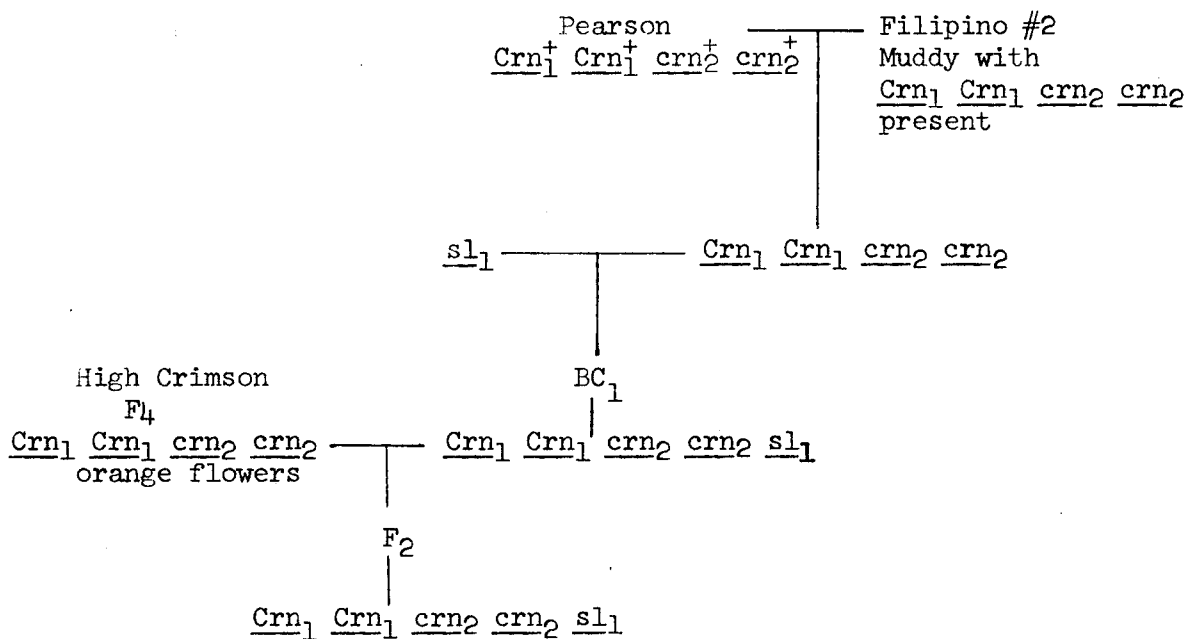 Pearson
Crn₁⁺ Crn₁⁺ crn₂⁺ crn₂⁺
Filipino #2
Muddy with
Crn₁ Crn₁ crn₂ crn₂
present
sl₁
Crn₁ Crn₁ crn₂ crn₂
BC₁
High Crimson
F4
Crn₁ Crn₁ crn₂ crn₂
orange flowers
Crn₁ Crn₁ crn₂ crn₂ sl₁
F₂
Crn₁ Crn₁ crn₂ crn₂ sl₁